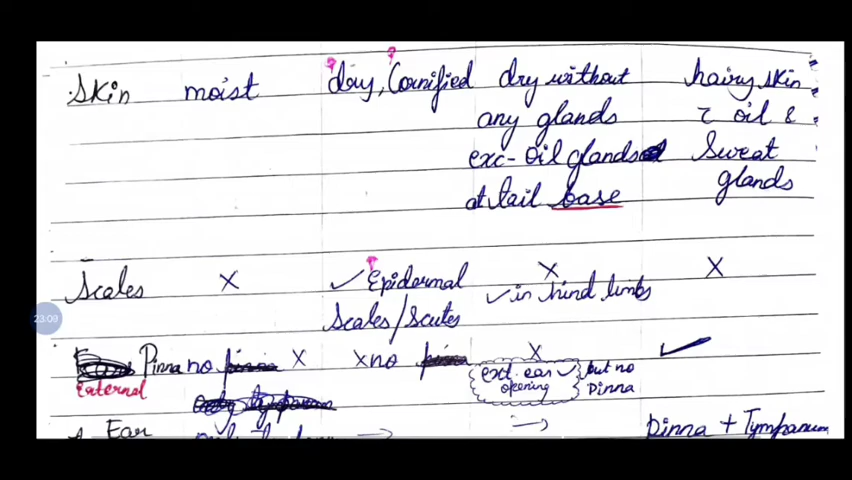 Skin moist dry, Cornified dry without hairy skin
any glands c̄ oil &
exc- oil glands Sweat
at tail base glands
Scales X ✓ Epidermal X X
Scales/Scutes ✓ in hind limbs
Pinna no X X no X ✓
External ext. ear ✓ but no
opening Pinna
Ear → → pinna + Tympanum
23:09